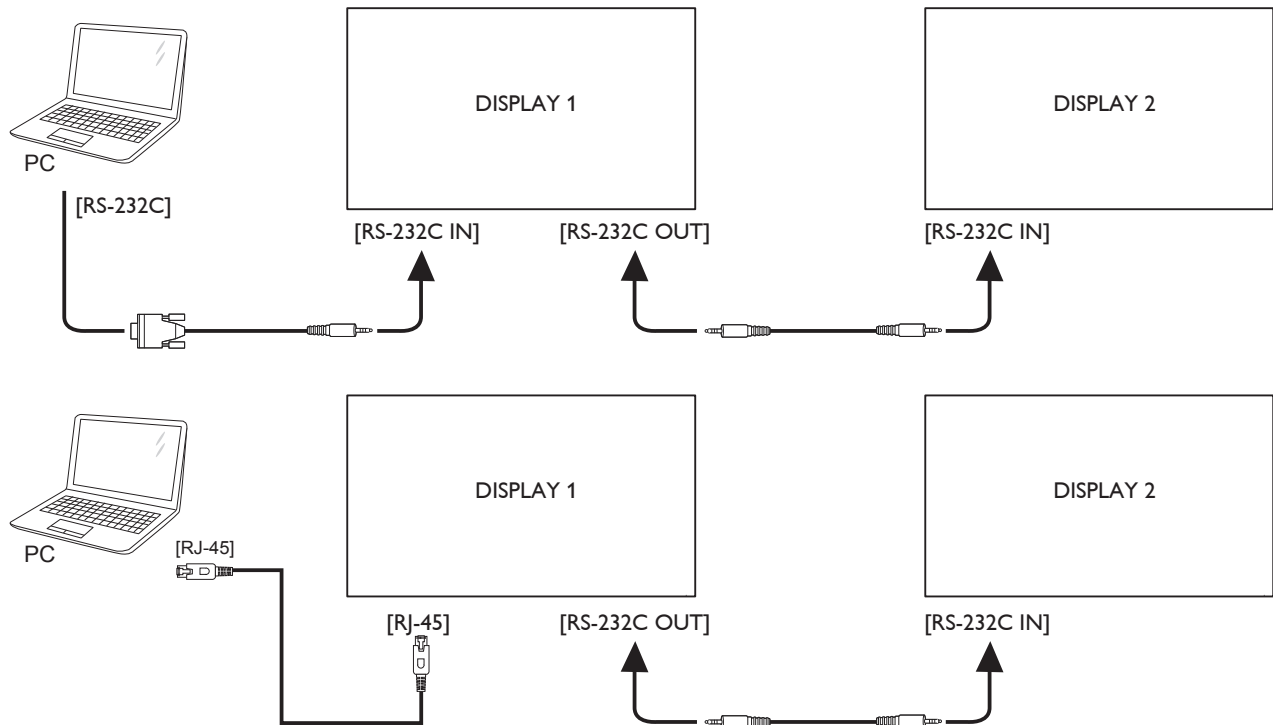 DISPLAY 1
DISPLAY 2
PC
[RS-232C]
[RS-232C IN]
[RS-232C OUT]
[RS-232C IN]
DISPLAY 1
DISPLAY 2
PC
[RJ-45]
[RJ-45]
[RS-232C OUT]
[RS-232C IN]